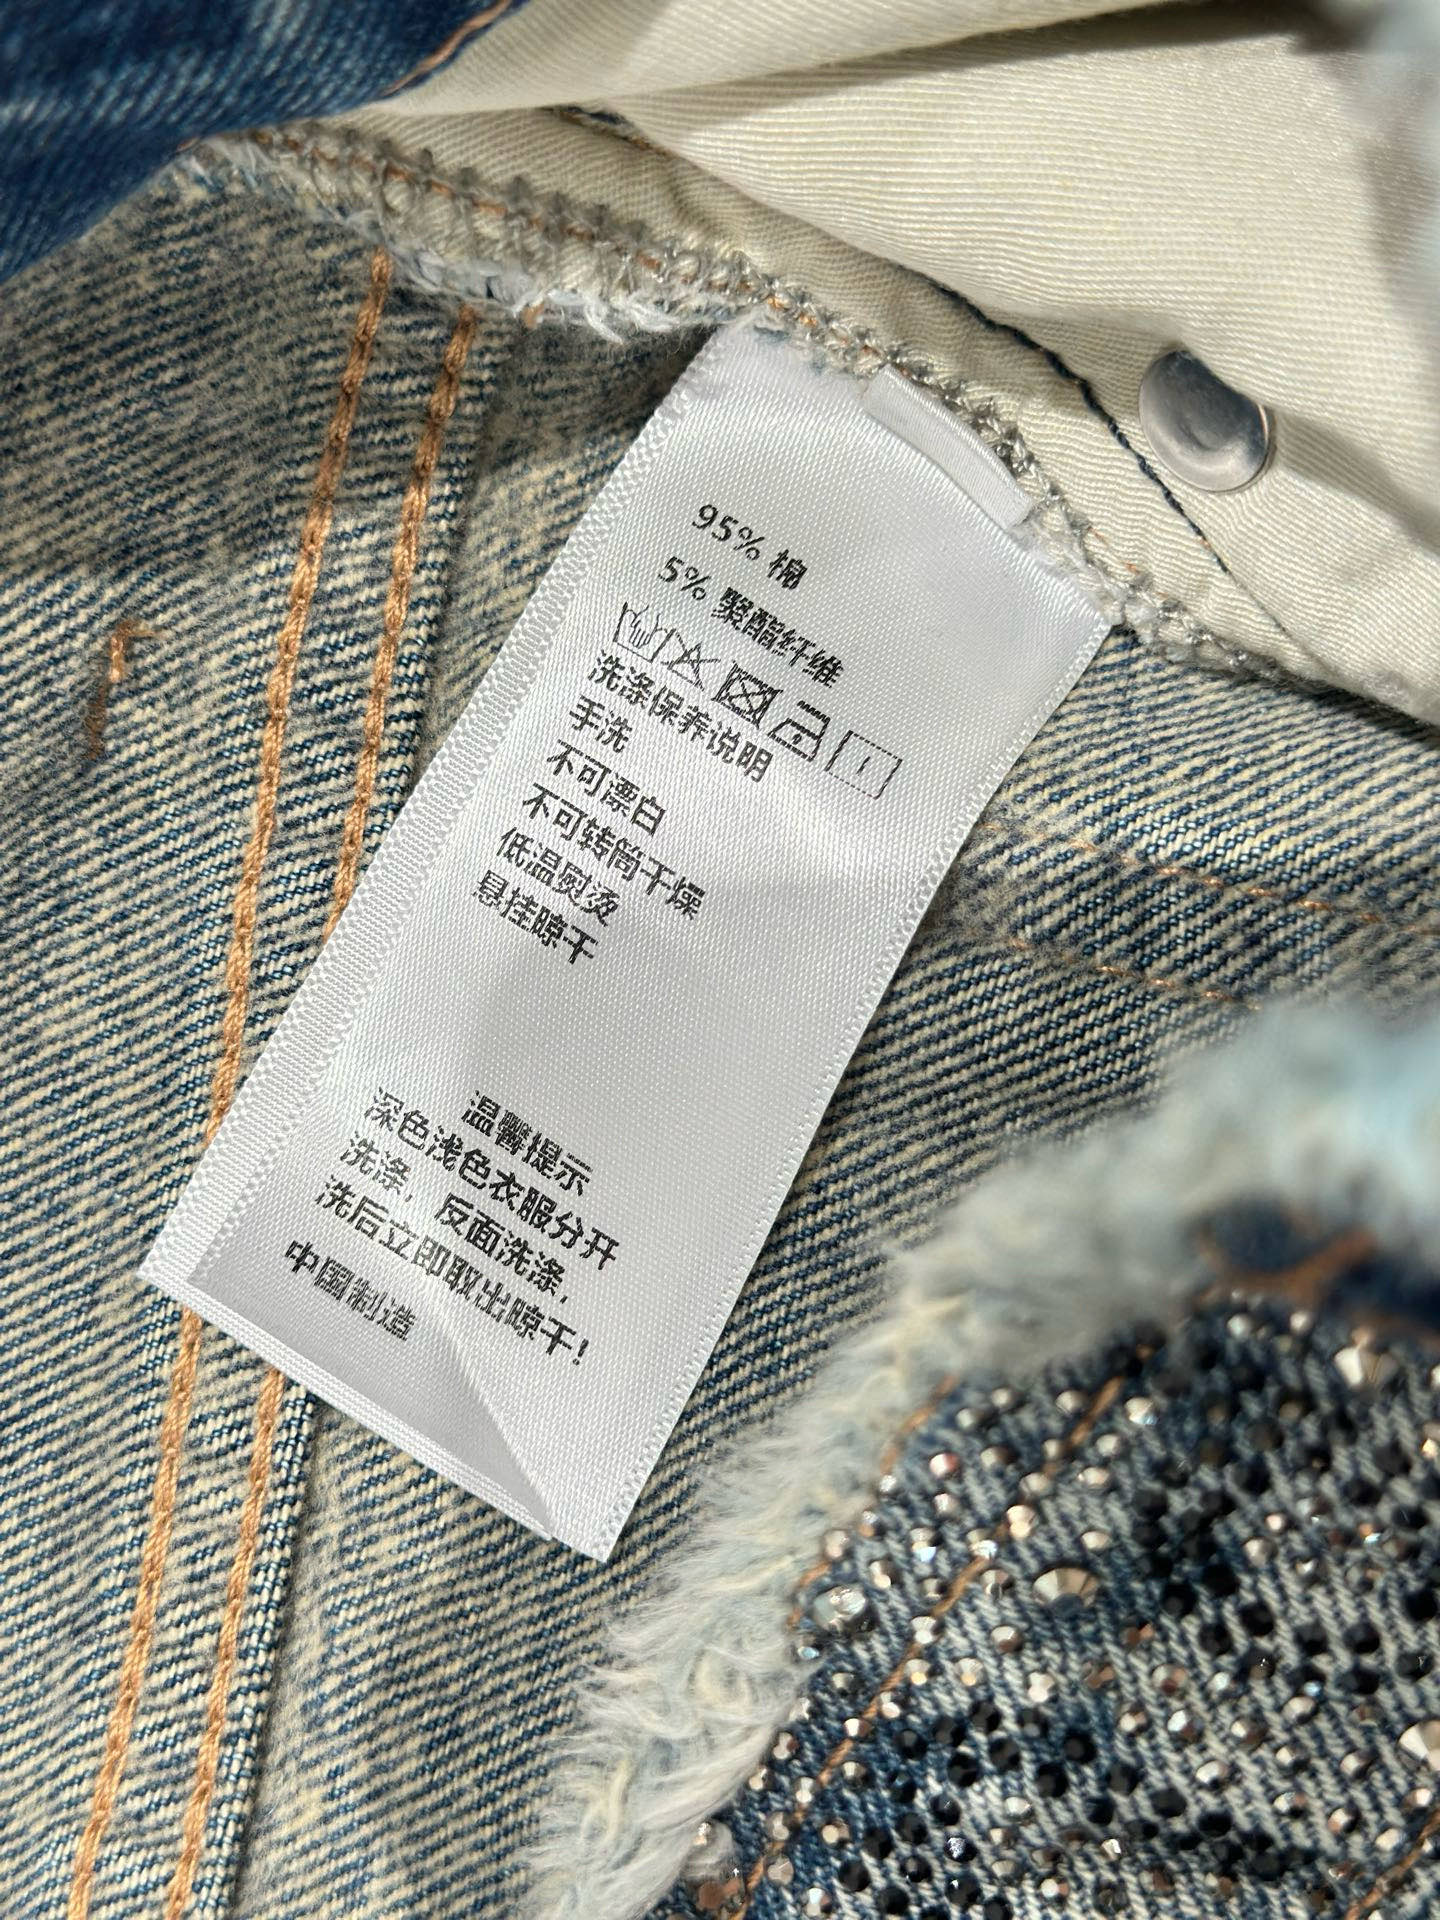 95% 棉
5% 聚酯纤维
洗涤保养说明
手洗
不可漂白
不可转筒干燥
低温熨烫
悬挂晾干
温馨提示
深色浅色衣服分开
洗涤，反面洗涤，
洗后立即取出晾干！
中国制造